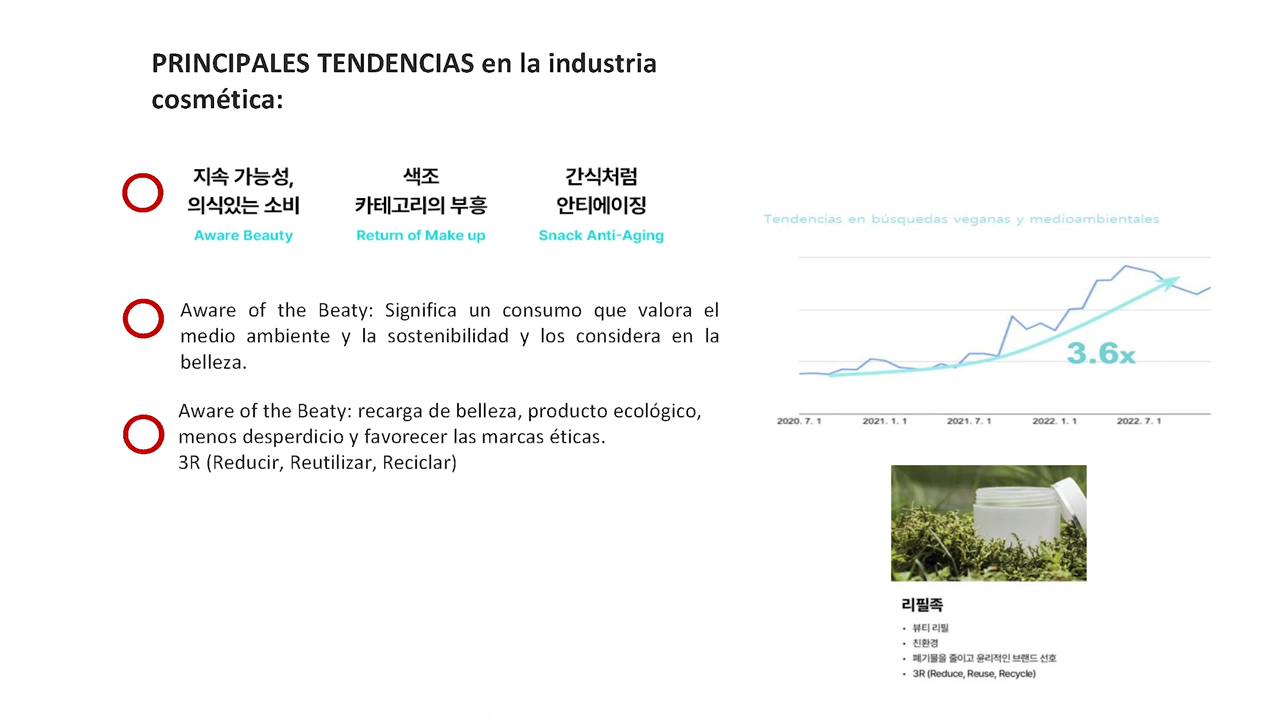 PRINCIPALES TENDENCIAS en la industria
cosmética:
지속 가능성,
의식있는 소비
Aware Beauty
색조
카테고리의 부흥
Return of Make up
간식처럼
안티에이징
Snack Anti-Aging
Aware of the Beaty: Significa un consumo que valora el
medio ambiente y la sostenibilidad y los considera en la
belleza.
Aware of the Beaty: recarga de belleza, producto ecológico,
menos desperdicio y favorecer las marcas éticas.
3R (Reducir, Reutilizar, Reciclar)
Tendencias en búsquedas veganas y medioambientales
3.6x
2020. 7. 1
2021. 1. 1
2021. 7. 1
2022. 1. 1
2022. 7. 1
리필족
• 뷰티 리필
• 친환경
• 폐기물을 줄이고 윤리적인 브랜드 선호
• 3R (Reduce, Reuse, Recycle)